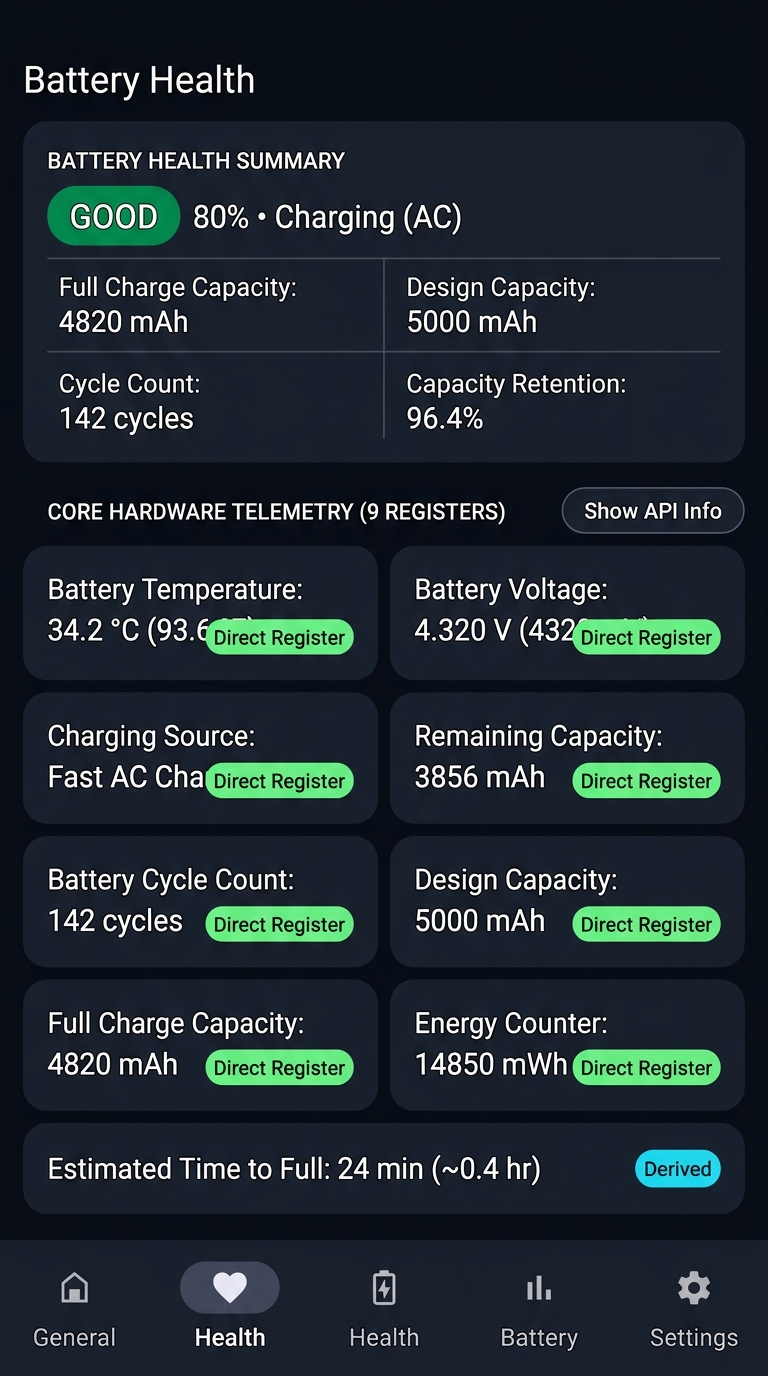 Battery Health
BATTERY HEALTH SUMMARY
GOOD 80% • Charging (AC)
Full Charge Capacity:
4820 mAh
Design Capacity:
5000 mAh
Cycle Count:
142 cycles
Capacity Retention:
96.4%
CORE HARDWARE TELEMETRY (9 REGISTERS)
Show API Info
Battery Temperature:
34.2 °C (93.6
Direct Register
Battery Voltage:
4.320 V (432
Direct Register
Charging Source:
Fast AC Cha
Direct Register
Remaining Capacity:
3856 mAh
Direct Register
Battery Cycle Count:
142 cycles
Direct Register
Design Capacity:
5000 mAh
Direct Register
Full Charge Capacity:
4820 mAh
Direct Register
Energy Counter:
14850 mWh
Direct Register
Estimated Time to Full: 24 min (~0.4 hr)
Derived
General
Health
Health
Battery
Settings